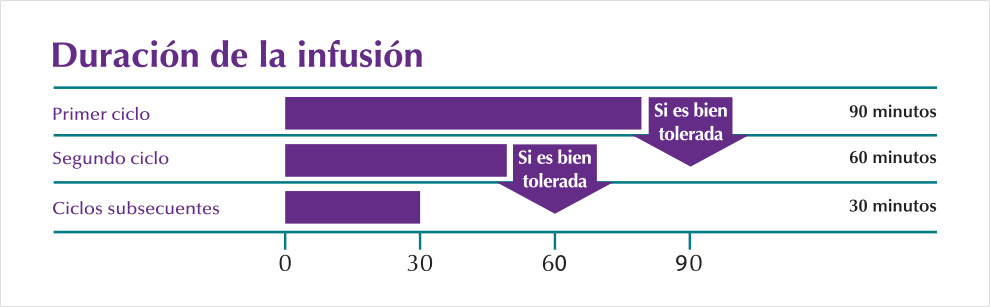 Duración de la infusión
Primer ciclo
Si es bien
tolerada
90 minutos
Segundo ciclo
Si es bien
tolerada
60 minutos
Ciclos subsecuentes
30 minutos
0 30 60 90